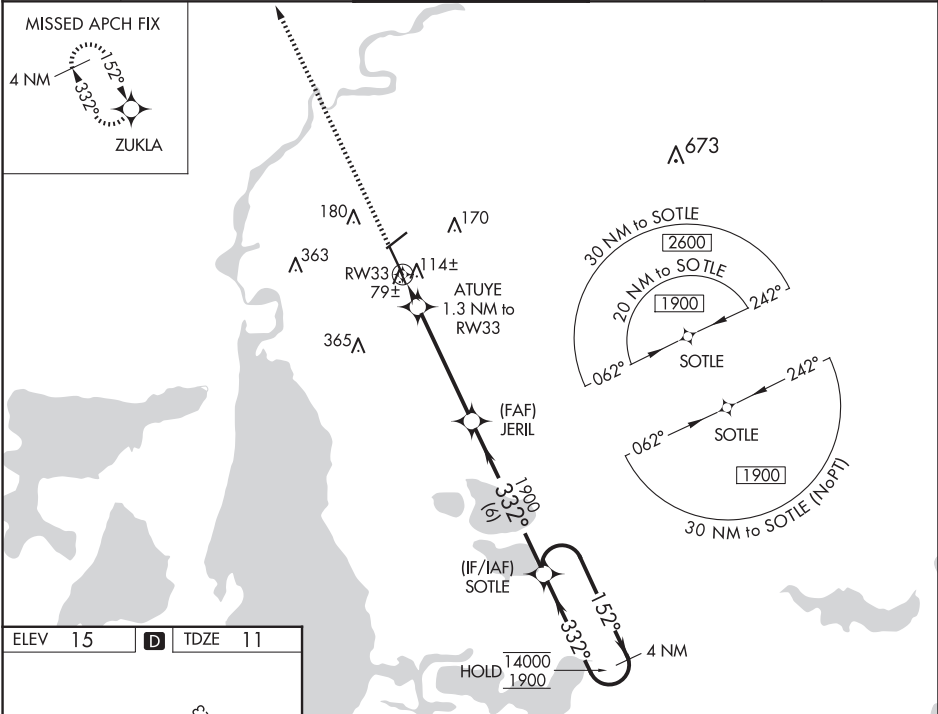 MISSED APCH FIX
4 NM
152°
332°
ZUKLA
673
180
170
363
RW33
114±
79±
ATUYE
1.3 NM to
RW33
365
30 NM to SOTLE
2600
20 NM to SOTLE
1900
242°
062°
SOTLE
242°
062°
SOTLE
1900
30 NM to SOTLE (NoPT)
(FAF)
JERIL
1900
332°
(6)
(IF/IAF)
SOTLE
152°
332°
4 NM
HOLD
14000
1900
ELEV 15
D
TDZE 11